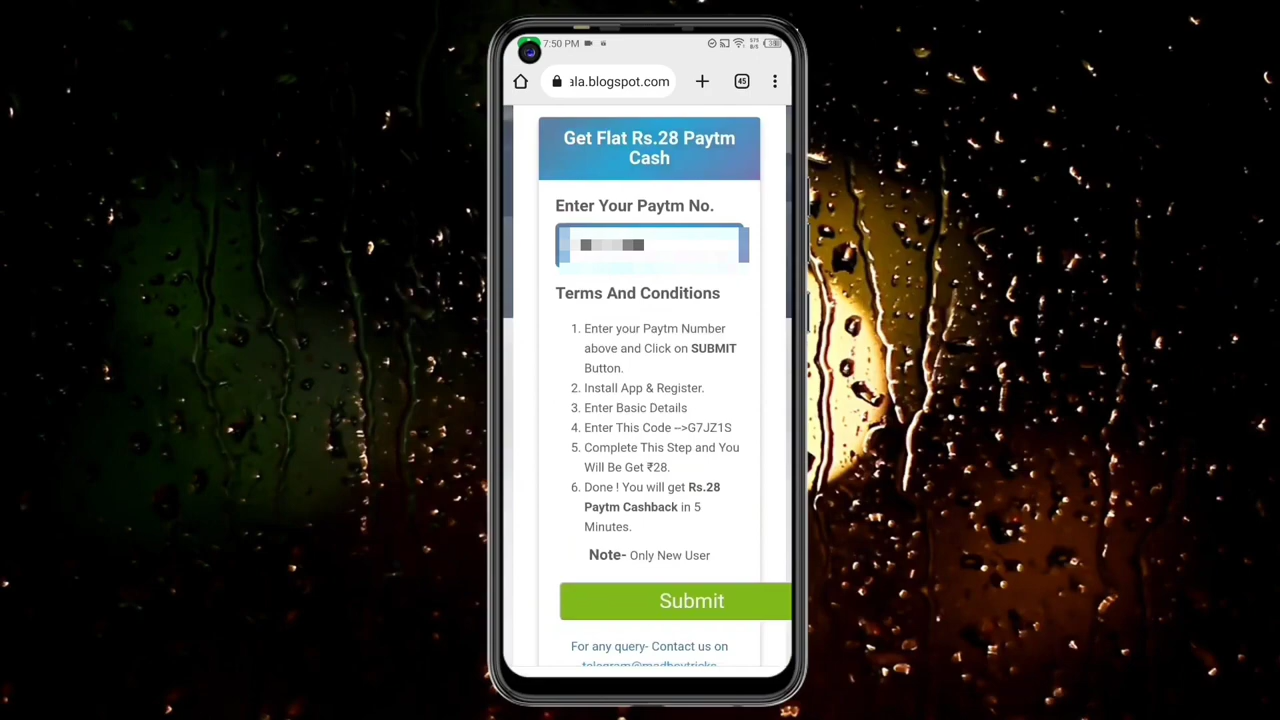 7:50 PM
ala.blogspot.com
45
Get Flat Rs.28 Paytm
Cash
Enter Your Paytm No.
Terms And Conditions
1. Enter your Paytm Number
above and Click on SUBMIT
Button.
2. Install App & Register.
3. Enter Basic Details
4. Enter This Code -->G7JZ1S
5. Complete This Step and You
Will Be Get ₹28.
6. Done ! You will get Rs.28
Paytm Cashback in 5
Minutes.
Note- Only New User
Submit
For any query- Contact us on
telegram@madboytricks